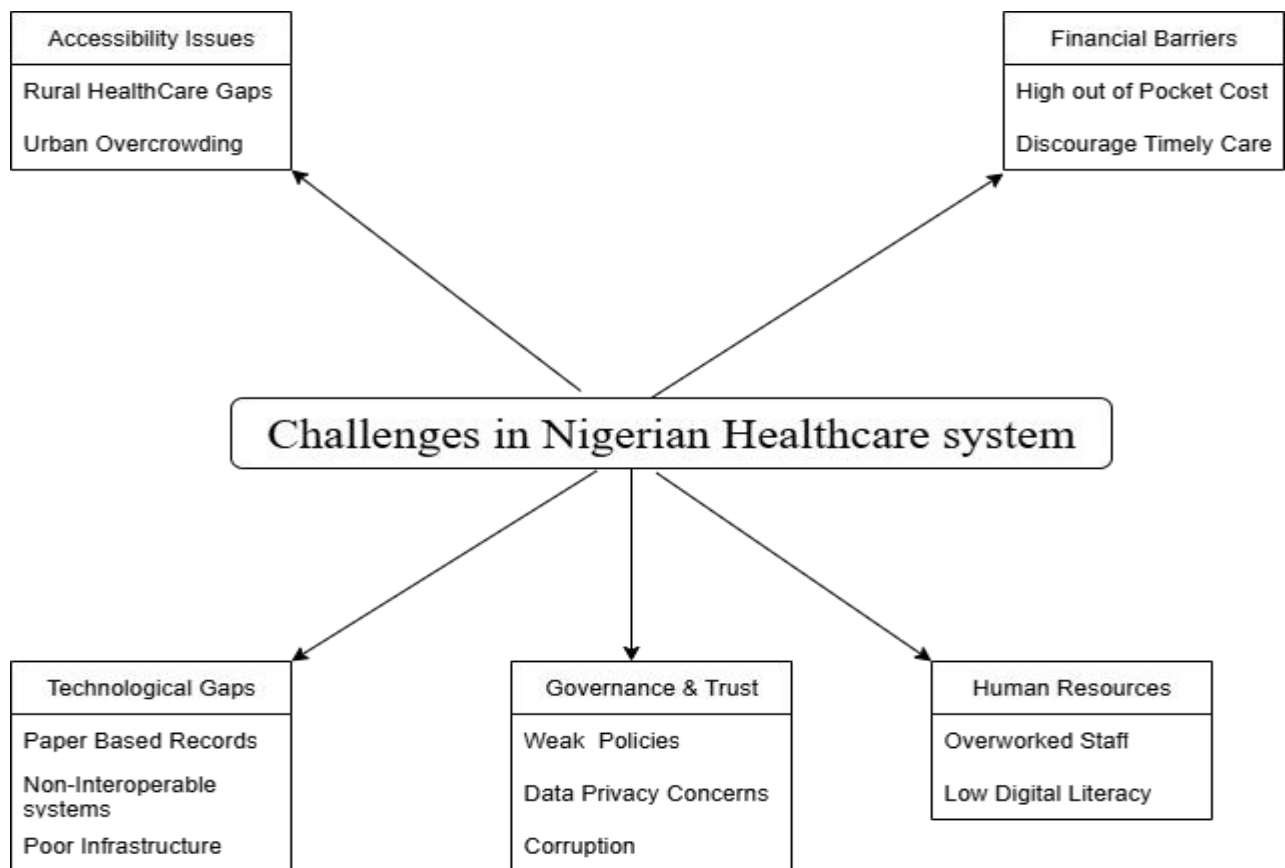 Accessibility Issues
Rural HealthCare Gaps
Urban Overcrowding
Financial Barriers
High out of Pocket Cost
Discourage Timely Care
Challenges in Nigerian Healthcare system
Technological Gaps
Paper Based Records
Non-Interoperable
systems
Poor Infrastructure
Governance & Trust
Weak Policies
Data Privacy Concerns
Corruption
Human Resources
Overworked Staff
Low Digital Literacy